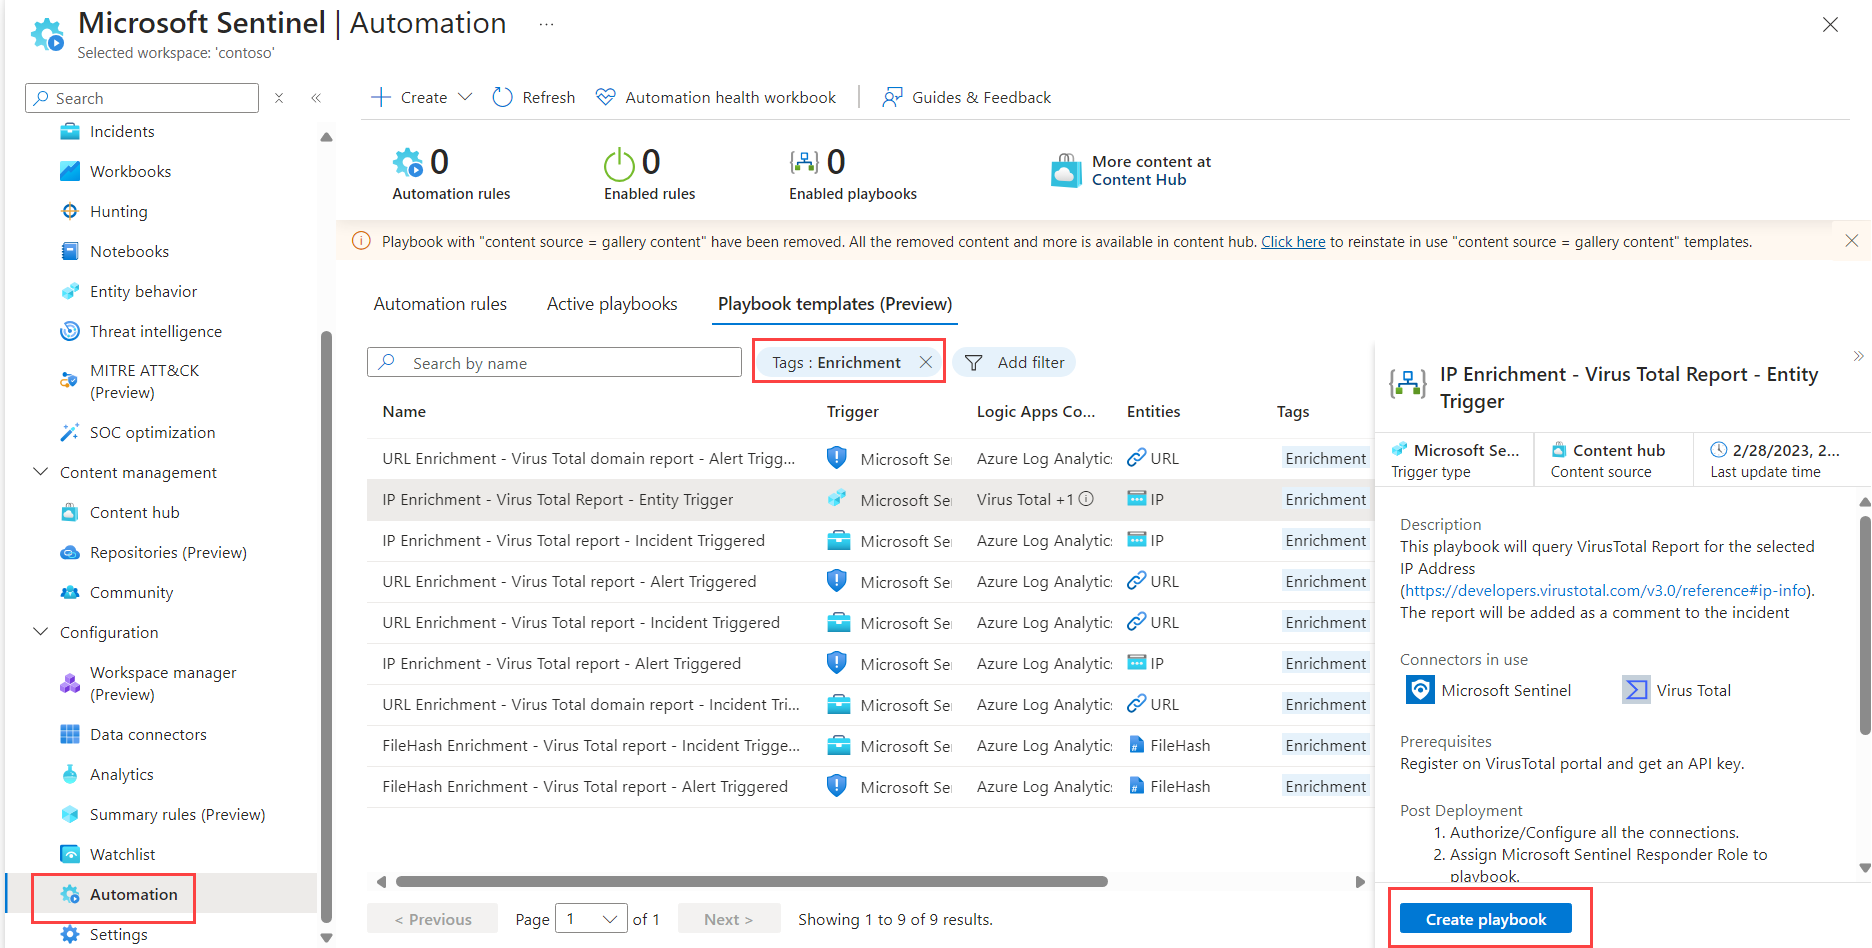 Microsoft Sentinel | Automation ...
Selected workspace: 'contoso'
Search
Incidents
Workbooks
Hunting
Notebooks
Entity behavior
Threat intelligence
MITRE ATT&CK
(Preview)
SOC optimization
Content management
Content hub
Repositories (Preview)
Community
Configuration
Workspace manager
(Preview)
Data connectors
Analytics
Summary rules (Preview)
Watchlist
Automation
Settings
Create Refresh Automation health workbook Guides & Feedback
0 0 0
Automation rules Enabled rules Enabled playbooks
More content at
Content Hub
Playbook with "content source = gallery content" have been removed. All the removed content and more is available in content hub. Click here to reinstate in use "content source = gallery content" templates.
Automation rules Active playbooks Playbook templates (Preview)
Search by name Tags : Enrichment Add filter
Name Trigger Logic Apps Co... Entities Tags
URL Enrichment - Virus Total domain report - Alert Trigg... Microsoft Se Azure Log Analytic URL Enrichment
IP Enrichment - Virus Total Report - Entity Trigger Microsoft Se Virus Total +1 IP Enrichment
IP Enrichment - Virus Total report - Incident Triggered Microsoft Se Azure Log Analytic IP Enrichment
URL Enrichment - Virus Total report - Alert Triggered Microsoft Se Azure Log Analytic URL Enrichment
URL Enrichment - Virus Total report - Incident Triggered Microsoft Se Azure Log Analytic URL Enrichment
IP Enrichment - Virus Total report - Alert Triggered Microsoft Se Azure Log Analytic IP Enrichment
URL Enrichment - Virus Total domain report - Incident Tri... Microsoft Se Azure Log Analytic URL Enrichment
FileHash Enrichment - Virus Total report - Incident Trigge... Microsoft Se Azure Log Analytic FileHash Enrichment
FileHash Enrichment - Virus Total report - Alert Triggered Microsoft Se Azure Log Analytic FileHash Enrichment
< Previous Page 1 of 1 Next > Showing 1 to 9 of 9 results.
IP Enrichment - Virus Total Report - Entity
Trigger
Microsoft Se... Content hub 2/28/2023, 2...
Trigger type Content source Last update time
Description
This playbook will query VirusTotal Report for the selected
IP Address
(https://developers.virustotal.com/v3.0/reference#ip-info).
The report will be added as a comment to the incident
Connectors in use
Microsoft Sentinel Virus Total
Prerequisites
Register on VirusTotal portal and get an API key.
Post Deployment
1. Authorize/Configure all the connections.
2. Assign Microsoft Sentinel Responder Role to
playbook.
Create playbook